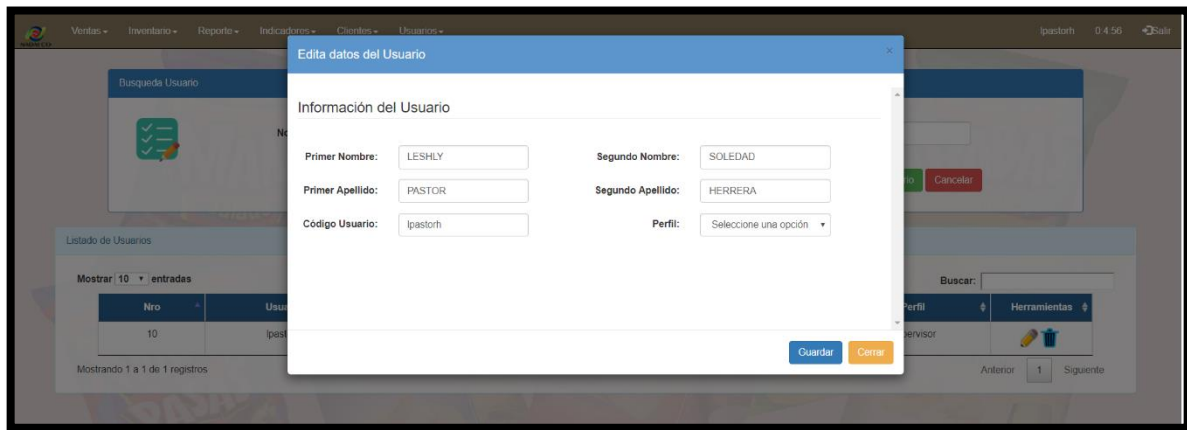 Ventas Inventario Reporte Indicadores Clientes Usuarios lpastorh 0:4:56 Salir
Edita datos del Usuario ×
Busqueda Usuario
Información del Usuario
Primer Nombre: LESHLY Segundo Nombre: SOLEDAD
Primer Apellido: PASTOR Segundo Apellido: HERRERA
Cancelar
Código Usuario: lpastorh Perfil: Seleccione una opción
Listado de Usuarios
Mostrar 10 entradas Buscar:
Nro Perfil Herramientas
10
Guardar Cerrar
Mostrando 1 a 1 de 1 registros Anterior 1 Siguiente